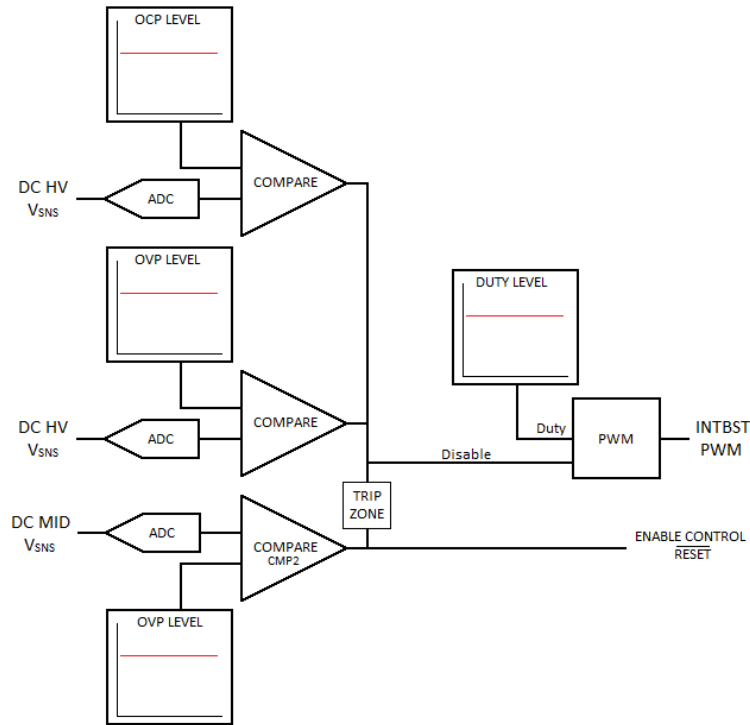 OCP LEVEL
COMPARE
DC HV
VSNS
ADC
OVP LEVEL
COMPARE
DC HV
VSNS
ADC
DUTY LEVEL
Duty
PWM
INTBST
PWM
Disable
TRIP
ZONE
DC MID
VSNS
ADC
COMPARE
CMP2
ENABLE CONTROL
RESET
OVP LEVEL